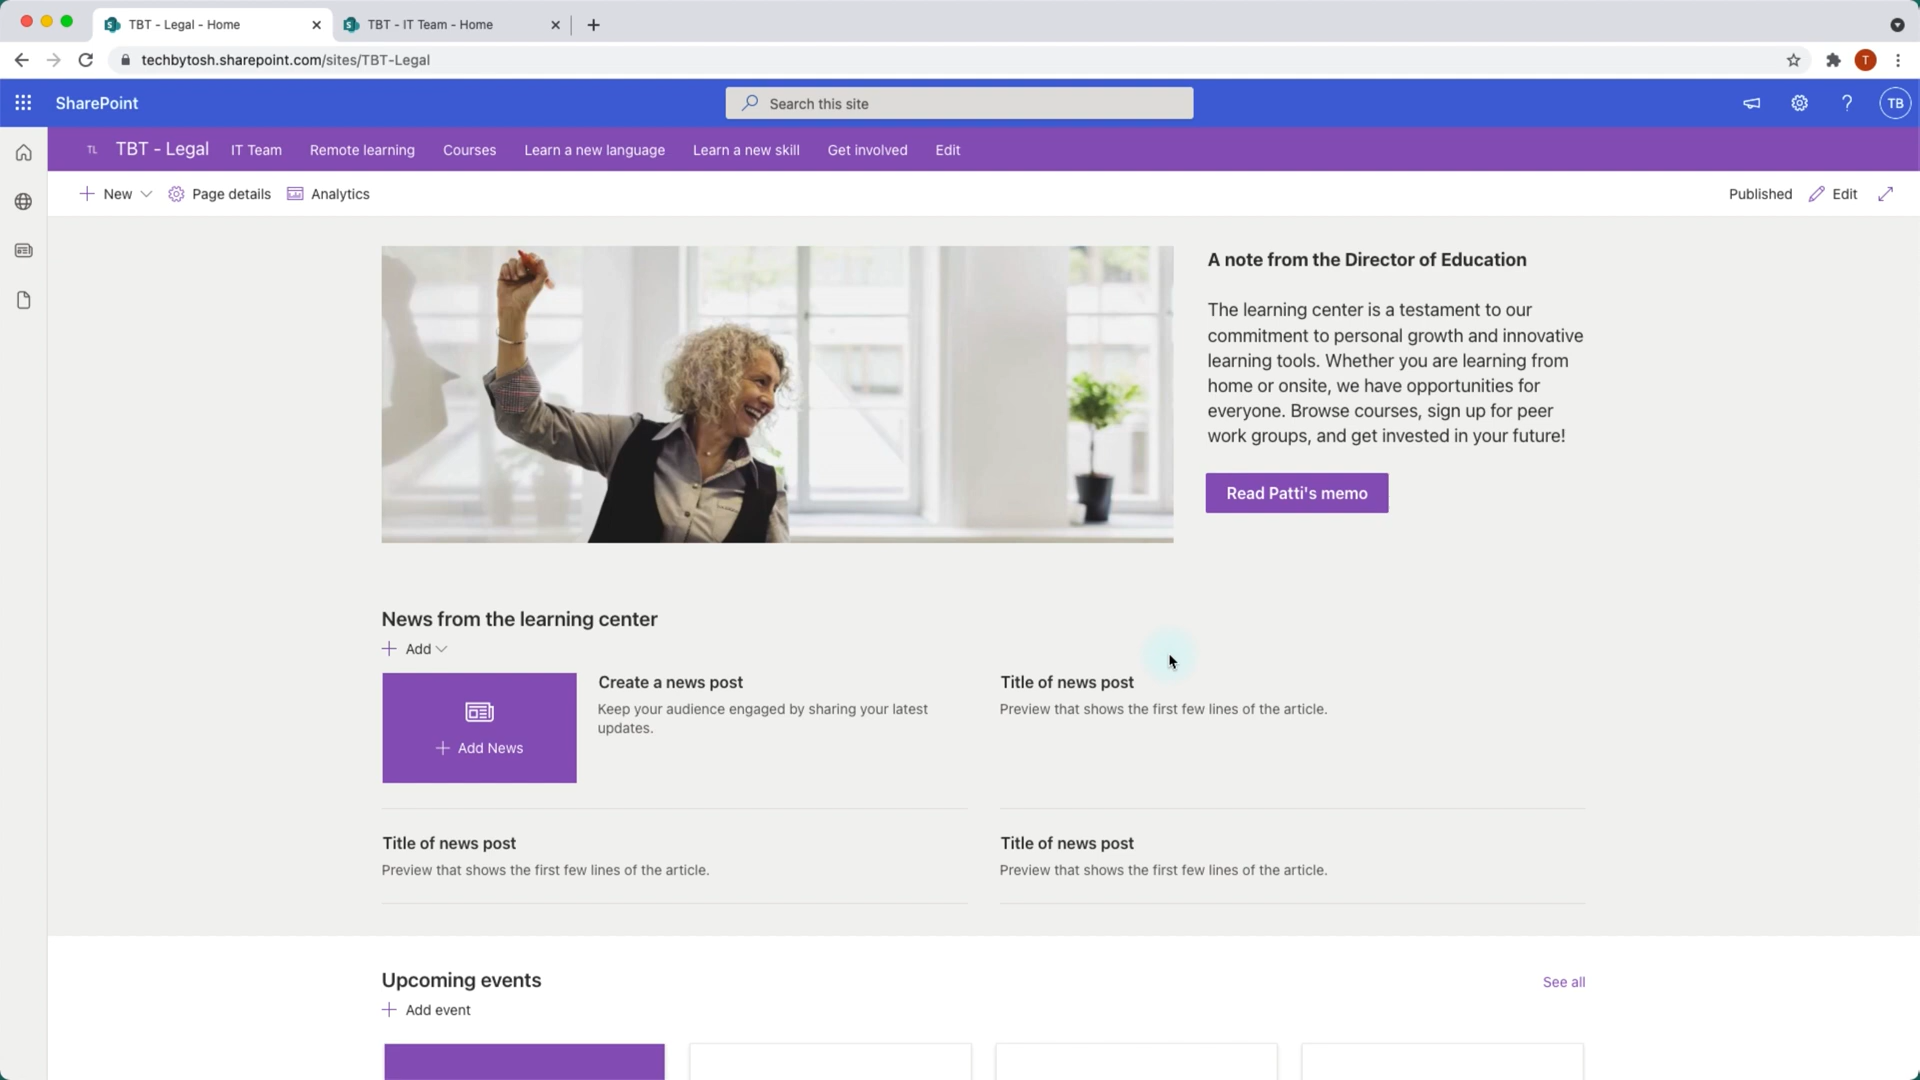 TBT - Legal - Home
TBT - IT Team - Home
techbytosh.sharepoint.com/sites/TBT-Legal
T
SharePoint
Search this site
TB
TL
TBT - Legal
IT Team
Remote learning
Courses
Learn a new language
Learn a new skill
Get involved
Edit
New
Page details
Analytics
Published
Edit
A note from the Director of Education
The learning center is a testament to our
commitment to personal growth and innovative
learning tools. Whether you are learning from
home or onsite, we have opportunities for
everyone. Browse courses, sign up for peer
work groups, and get invested in your future!
Read Patti's memo
News from the learning center
Add
Add News
Create a news post
Keep your audience engaged by sharing your latest
updates.
Title of news post
Preview that shows the first few lines of the article.
Title of news post
Preview that shows the first few lines of the article.
Title of news post
Preview that shows the first few lines of the article.
Upcoming events
See all
Add event